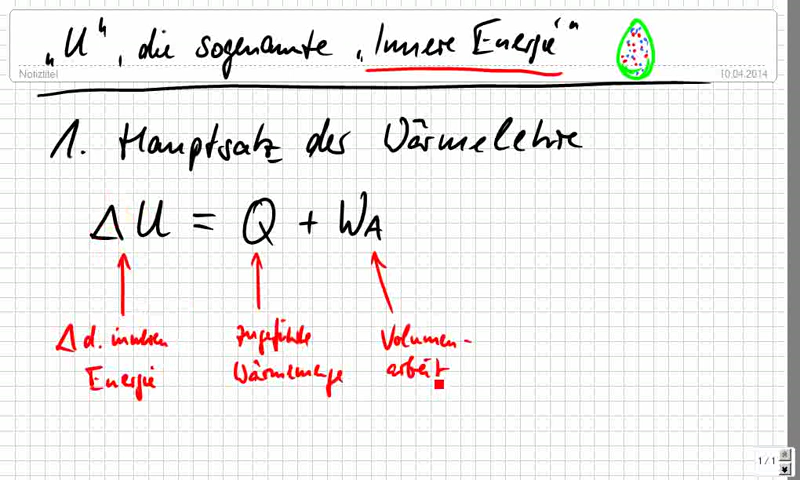 „U“, die sogenannte „Innere Energie“
Notiztitel
10.04.2014
1. Hauptsatz der Wärmelehre
ΔU = Q + WA
Δ d. inneren
Energie
zugeführte
Wärmemenge
Volumen-
arbeit
1/1